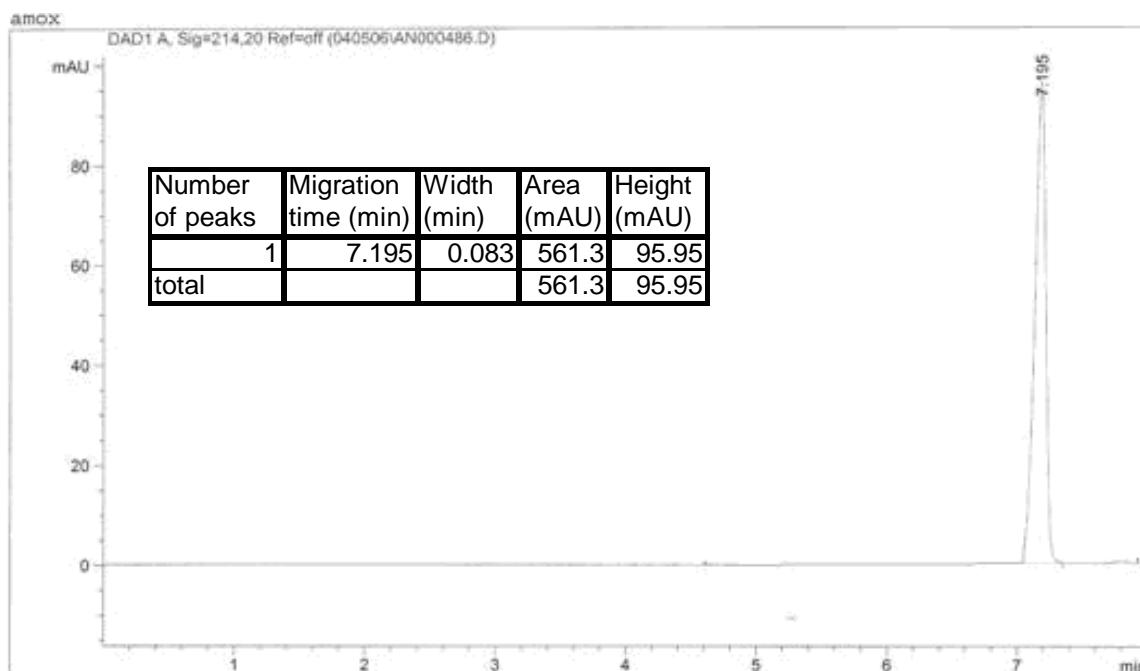 amox
DAD1 A, Sig=214,20 Ref=off (040506\AN000486.D)
mAU
7.195
80
60
40
20
0
Number of peaks Migration time (min) Width (min) Area (mAU) Height (mAU)
1 7.195 0.083 561.3 95.95
total 561.3 95.95
1 2 3 4 5 6 7 min